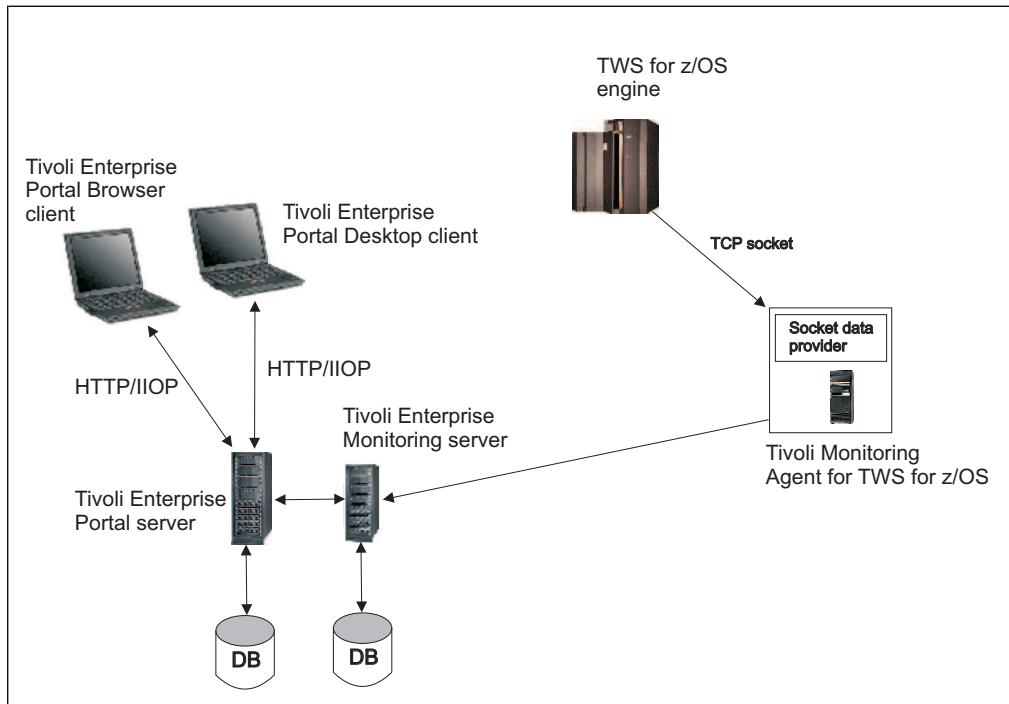 TWS for z/OS
engine
Tivoli Enterprise
Portal Browser
client
Tivoli Enterprise
Portal Desktop client
TCP socket
Socket data
provider
HTTP/IIOP
HTTP/IIOP
Tivoli Enterprise
Monitoring server
Tivoli Monitoring
Agent for TWS for z/OS
Tivoli Enterprise
Portal server
DB
DB